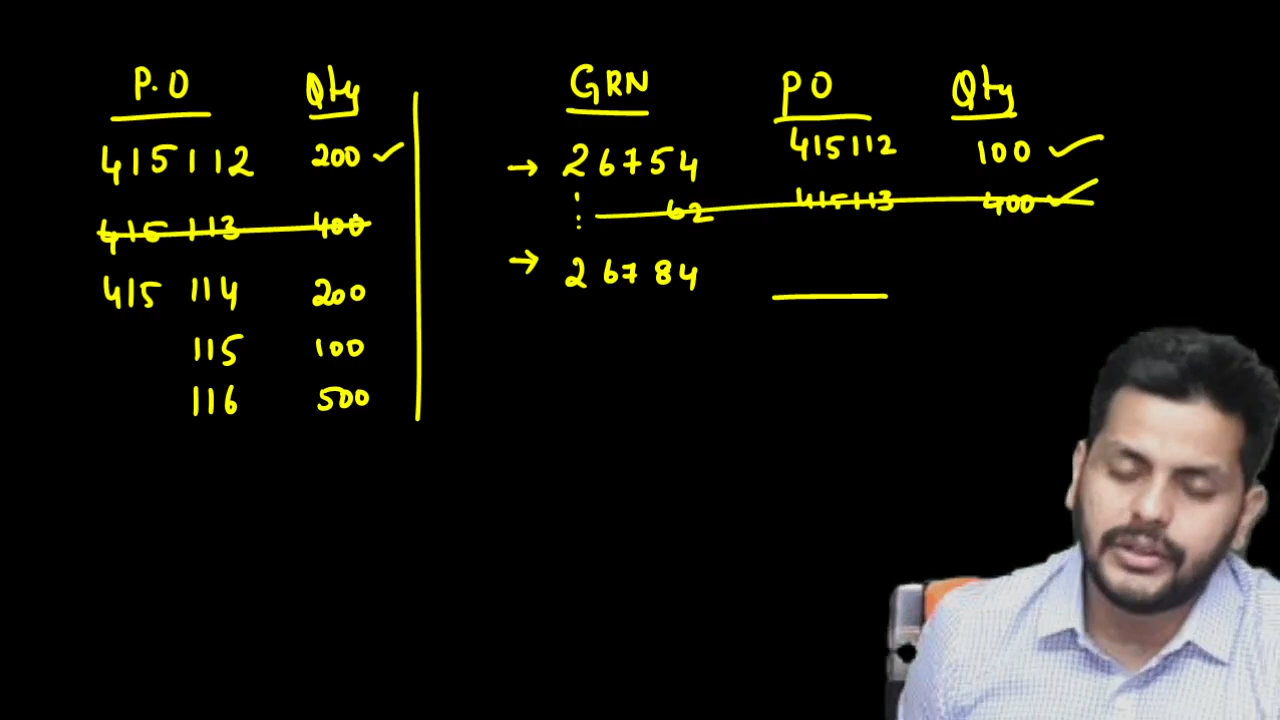 P.O Qty GRN PO Qty
415112 200 ✓ → 26754 415112 100 ✓
415 113 400 62 415113 400 ✓
415 114 200 → 26784
115 100
116 500